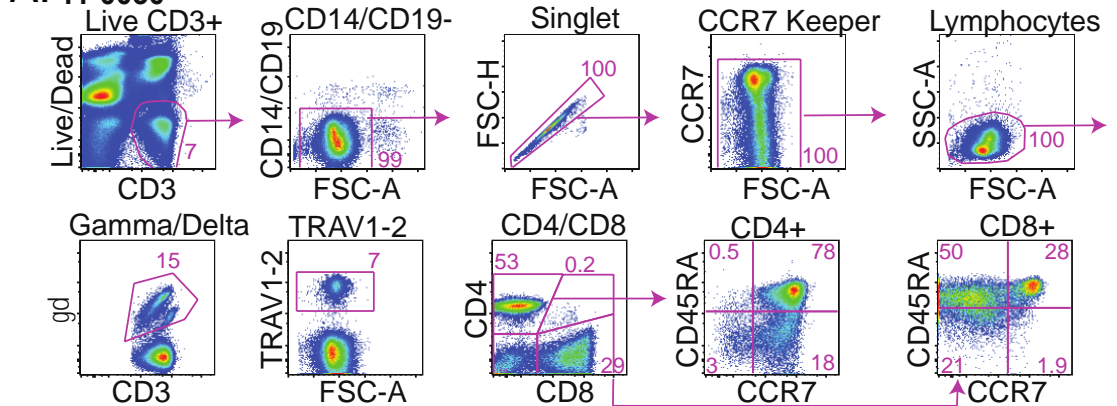 Live CD3+
CD14/CD19-
Singlet
CCR7 Keeper
Lymphocytes
Live/Dead
7
CD3
CD14/CD19
99
FSC-A
FSC-H
100
FSC-A
CCR7
100
FSC-A
SSC-A
100
FSC-A
Gamma/Delta
TRAV1-2
CD4/CD8
CD4+
CD8+
gd
15
CD3
TRAV1-2
7
FSC-A
CD4
53
0.2
29
CD8
CD45RA
0.5
78
3
18
CCR7
CD45RA
50
28
21
1.9
CCR7